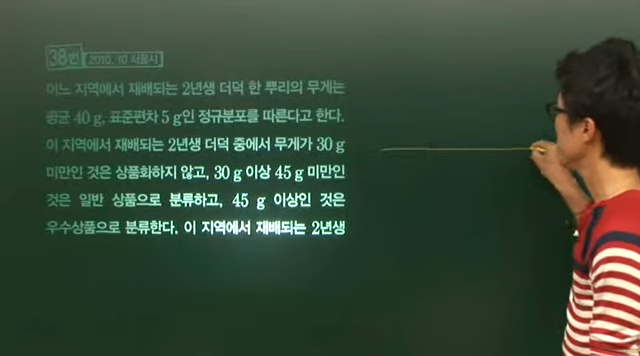 38번 2010. 10 서울시
어느 지역에서 재배되는 2년생 더덕 한 뿌리의 무게는
평균 40 g, 표준편차 5 g인 정규분포를 따른다고 한다.
이 지역에서 재배되는 2년생 더덕 중에서 무게가 30 g
미만인 것은 상품화하지 않고, 30 g 이상 45 g 미만인
것은 일반 상품으로 분류하고, 45 g 이상인 것은
우수상품으로 분류한다. 이 지역에서 재배되는 2년생